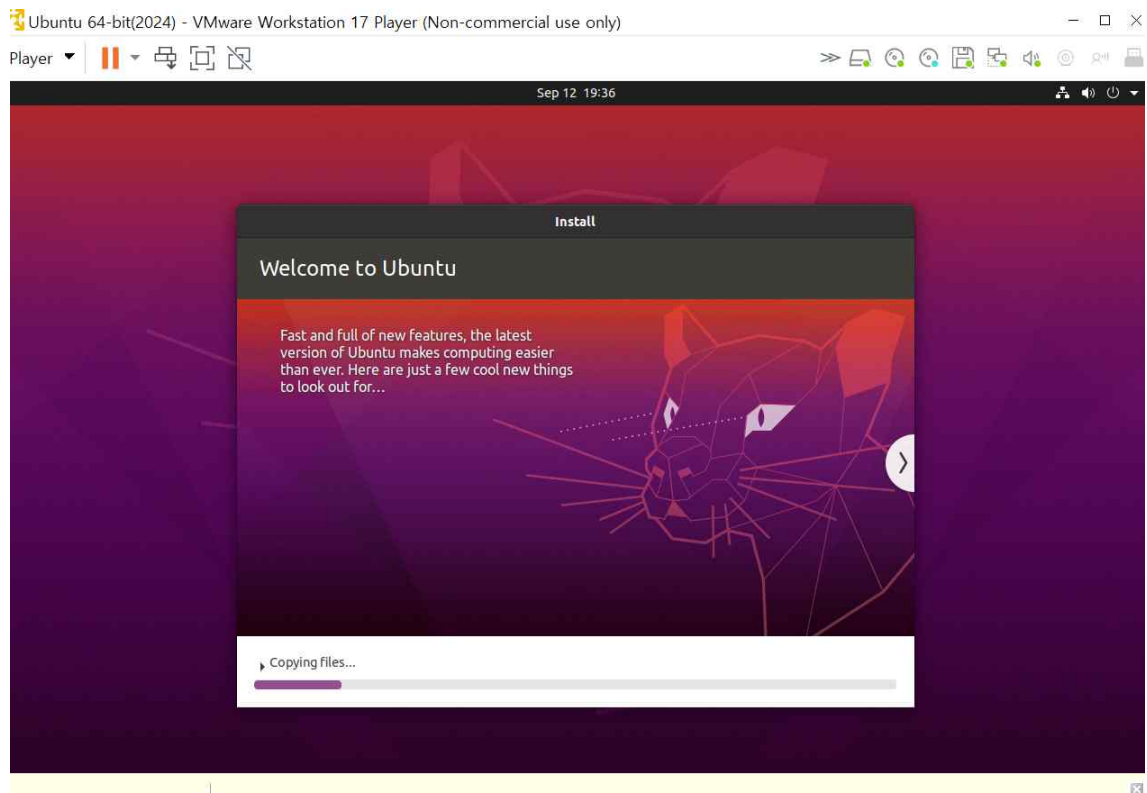 Ubuntu 64-bit(2024) - VMware Workstation 17 Player (Non-commercial use only)
Player
Sep 12 19:36
Install
Welcome to Ubuntu
Fast and full of new features, the latest
version of Ubuntu makes computing easier
than ever. Here are just a few cool new things
to look out for...
Copying files...